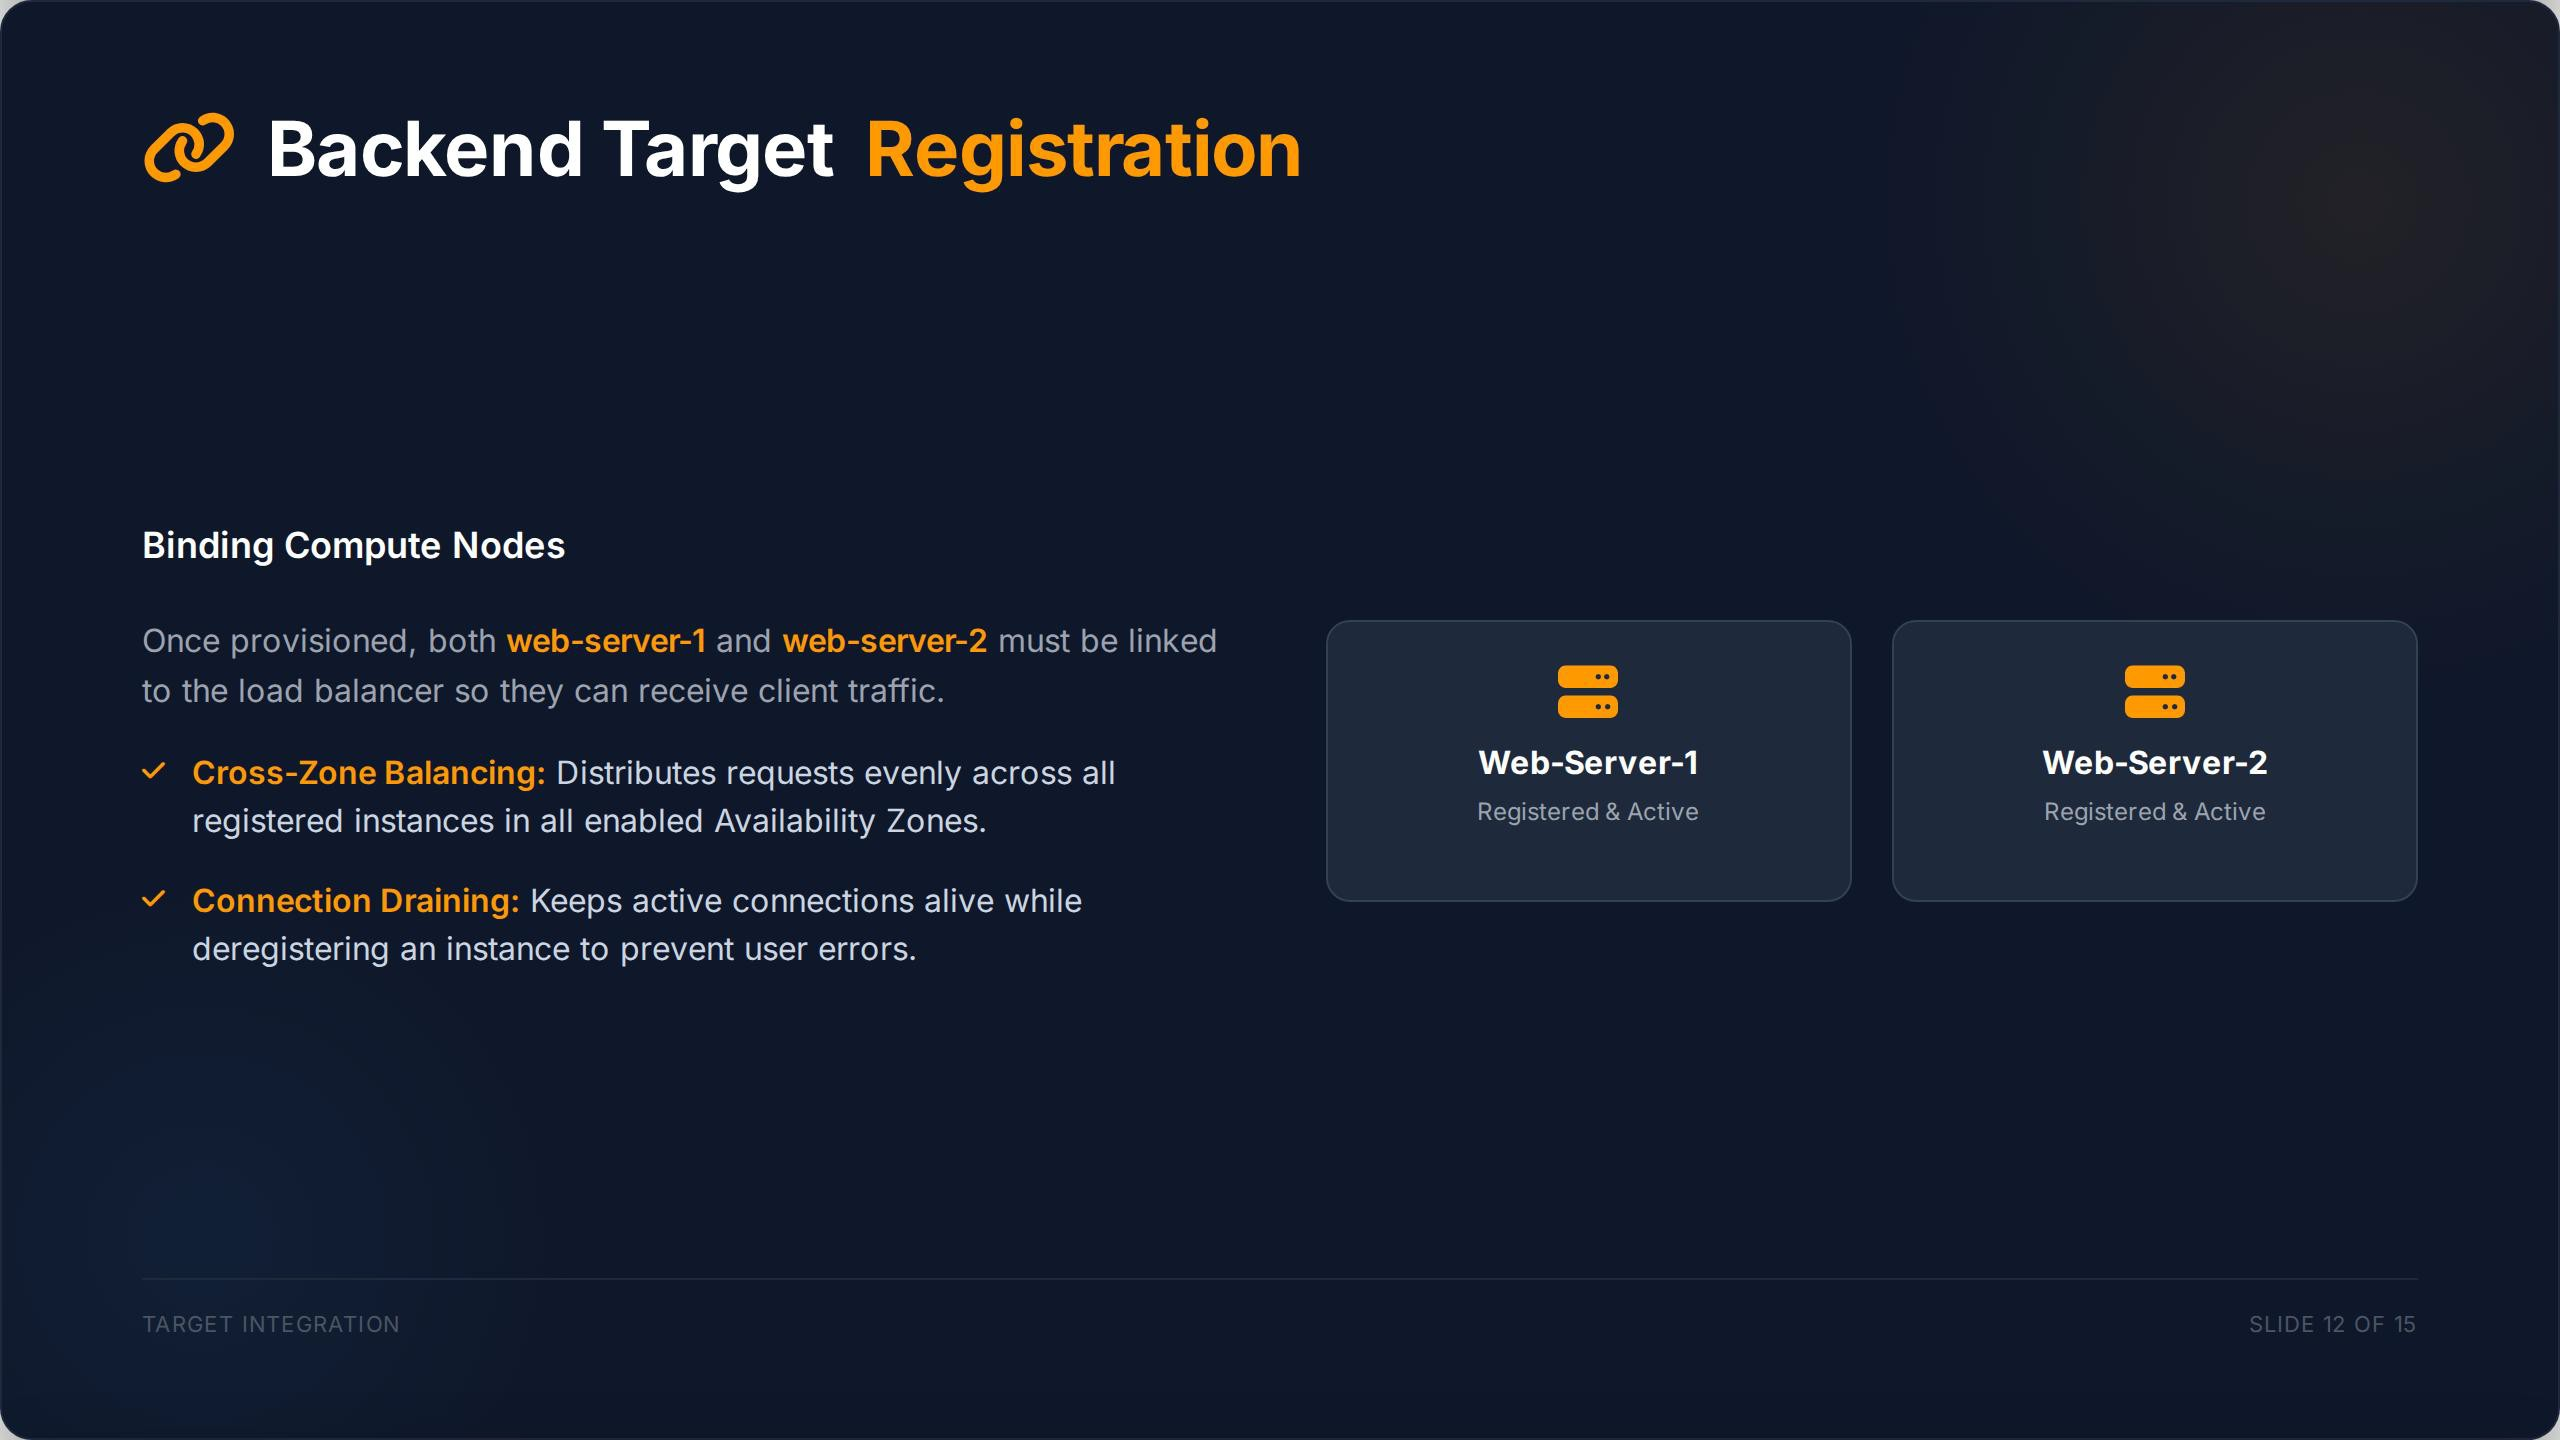 Backend Target Registration
Binding Compute Nodes
Once provisioned, both web-server-1 and web-server-2 must be linked
to the load balancer so they can receive client traffic.
Cross-Zone Balancing: Distributes requests evenly across all
registered instances in all enabled Availability Zones.
Connection Draining: Keeps active connections alive while
deregistering an instance to prevent user errors.
Web-Server-1
Registered & Active
Web-Server-2
Registered & Active
TARGET INTEGRATION
SLIDE 12 OF 15